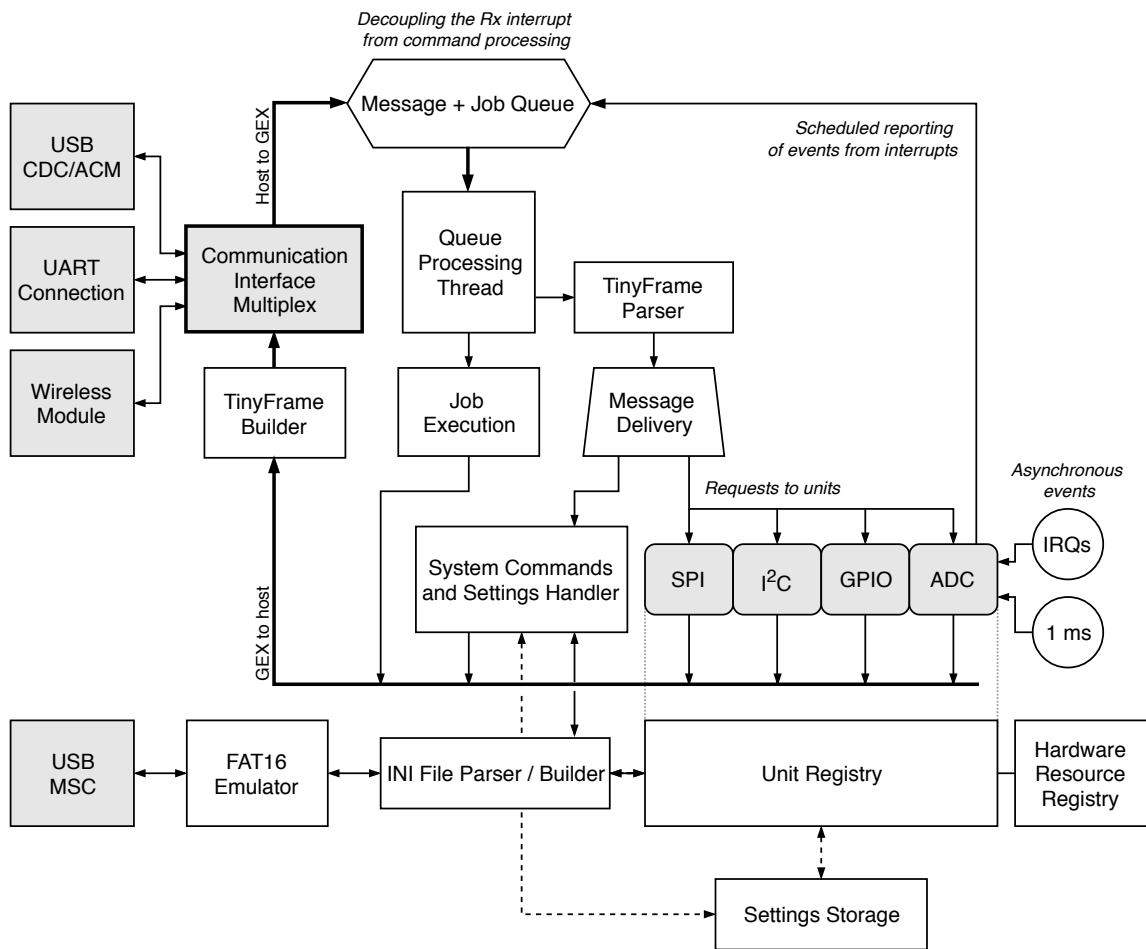 Decoupling the Rx interrupt
from command processing
Message + Job Queue
Scheduled reporting
of events from interrupts
Host to GEX
USB
CDC/ACM
UART
Connection
Wireless
Module
Communication
Interface
Multiplex
Queue
Processing
Thread
TinyFrame
Parser
TinyFrame
Builder
Job
Execution
Message
Delivery
Requests to units
Asynchronous
events
IRQs
1 ms
System Commands
and Settings Handler
SPI
I²C
GPIO
ADC
GEX to host
USB
MSC
FAT16
Emulator
INI File Parser / Builder
Unit Registry
Hardware
Resource
Registry
Settings Storage